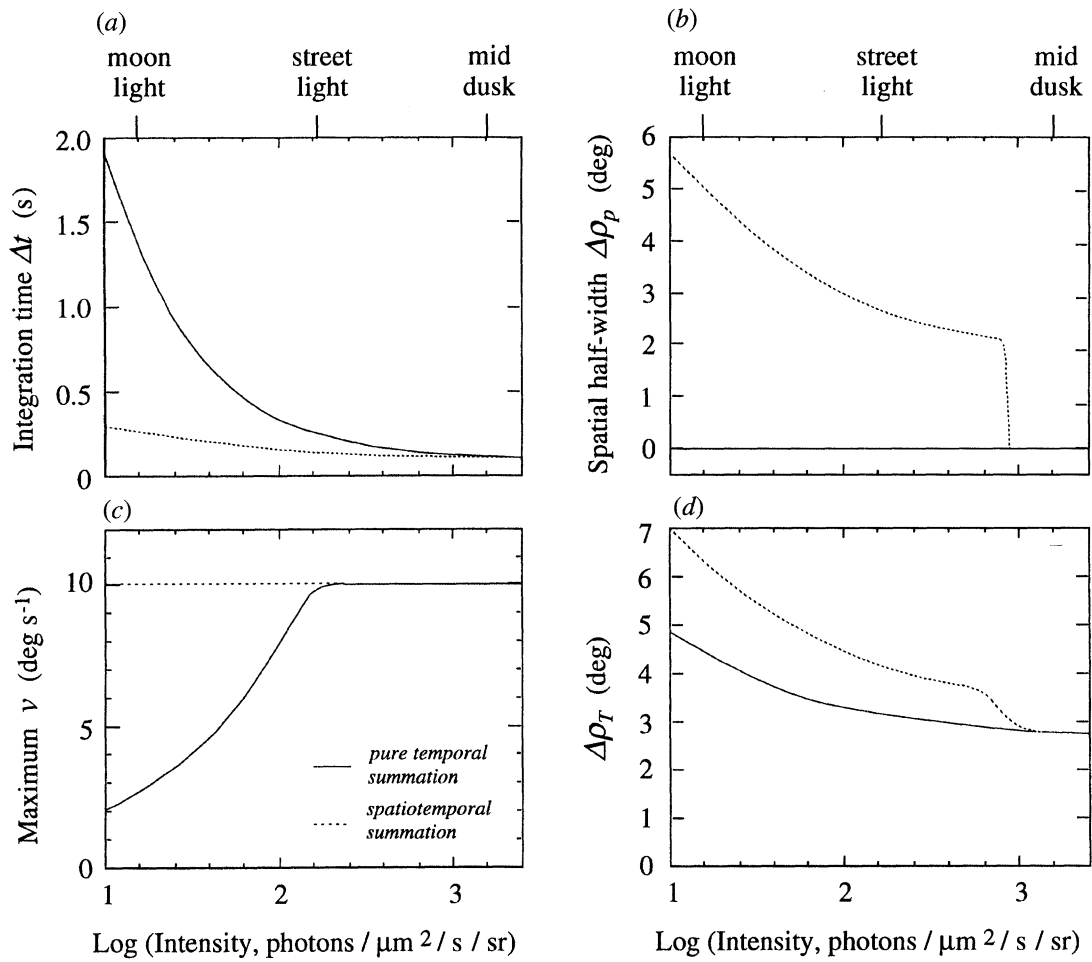 (a)
moon light
street light
mid dusk
2.0
1.5
1.0
0.5
0
Integration time Δt (s)
(b)
moon light
street light
mid dusk
6
5
4
3
2
1
0
Spatial half-width Δρp (deg)
(c)
10
5
0
Maximum v (deg s-1)
pure temporal
summation
spatiotemporal
summation
1
2
3
Log (Intensity, photons / μm 2 / s / sr)
(d)
7
6
5
4
3
2
1
0
ΔρT (deg)
1
2
3
Log (Intensity, photons / μm 2 / s / sr)